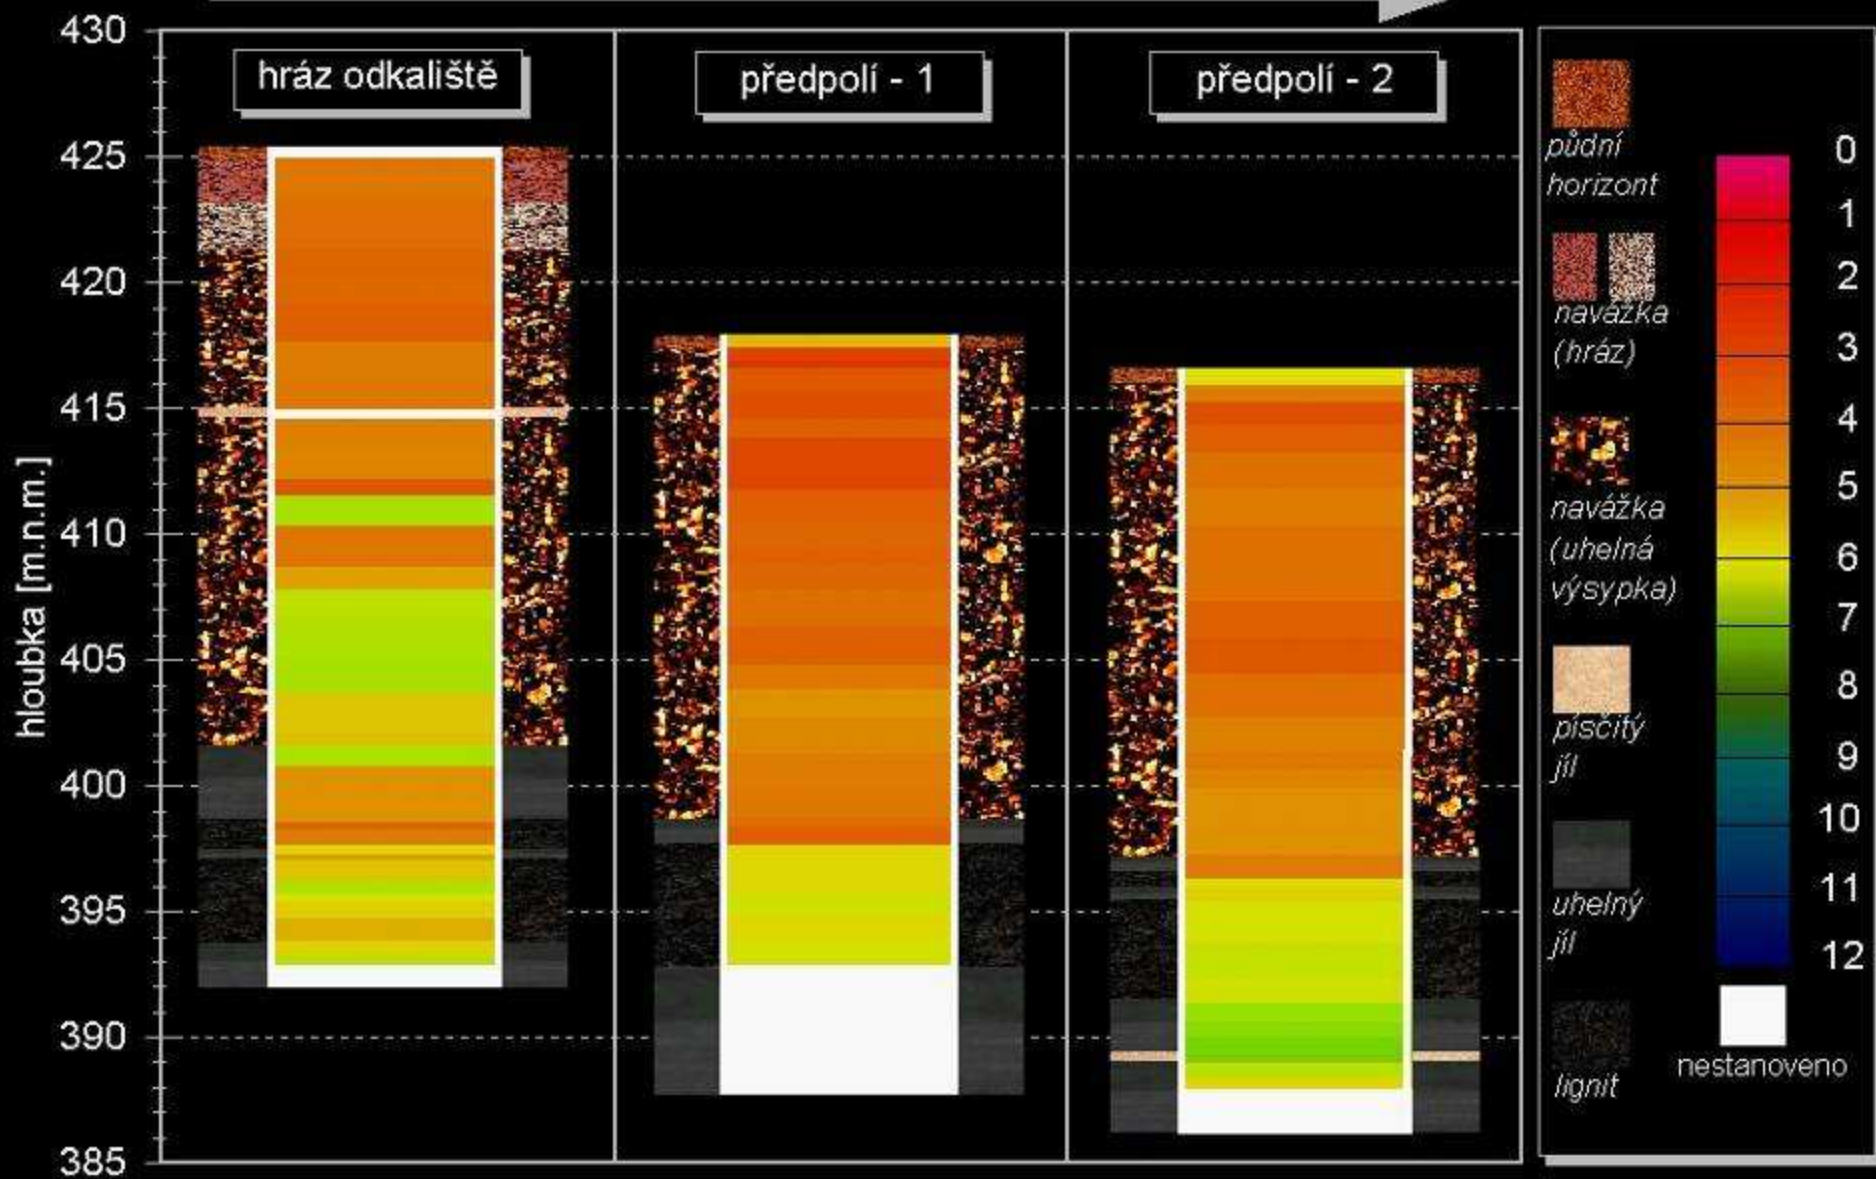 430
425
420
415
410
405
400
395
390
385
hloubka [m.n.m.]
hráz odkaliště
předpolí - 1
předpolí - 2
půdní
horizont
navážka
(hráz)
navážka
(uhelná
výsypka)
písčitý
jíl
uhelný
jíl
lignit
0
1
2
3
4
5
6
7
8
9
10
11
12
nestanoveno